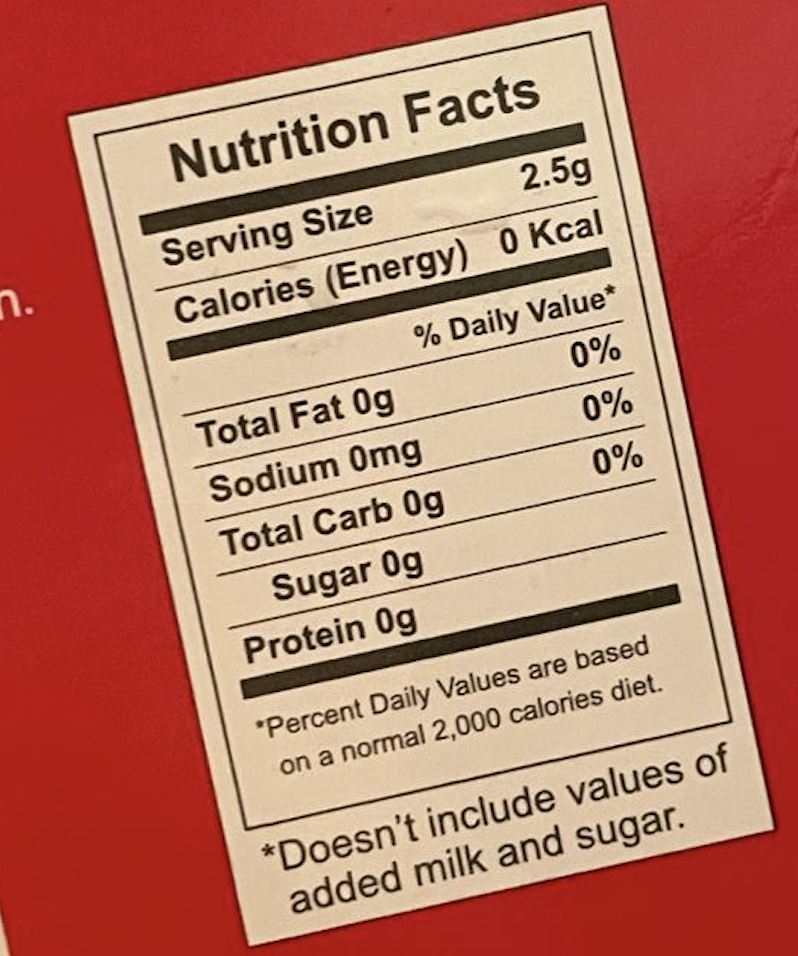 n.
Nutrition Facts
Serving Size 2.5g
Calories (Energy) 0 Kcal
% Daily Value*
Total Fat 0g 0%
Sodium 0mg 0%
Total Carb 0g 0%
Sugar 0g
Protein 0g
*Percent Daily Values are based
on a normal 2,000 calories diet.
*Doesn't include values of
added milk and sugar.